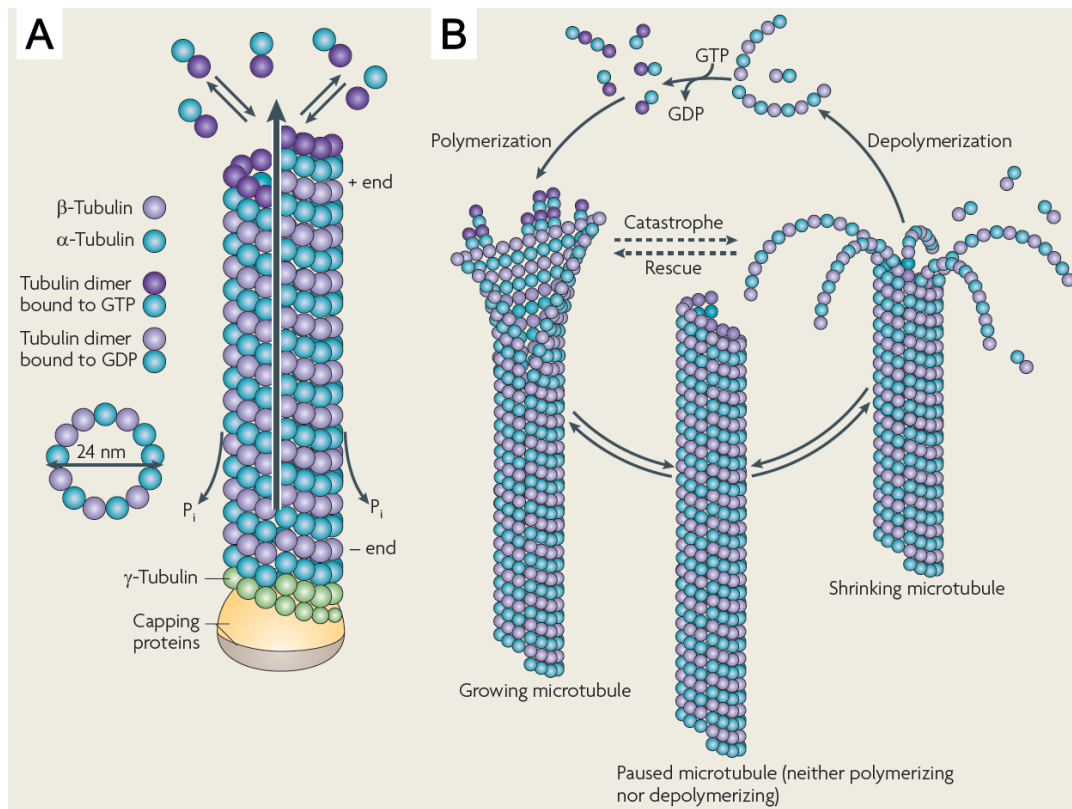 A
+ end
β-Tubulin
α-Tubulin
Tubulin dimer
bound to GTP
Tubulin dimer
bound to GDP
24 nm
Pi
Pi
– end
γ-Tubulin
Capping
proteins
B
GTP
GDP
Polymerization
Depolymerization
Catastrophe
Rescue
Growing microtubule
Shrinking microtubule
Paused microtubule (neither polymerizing
nor depolymerizing)